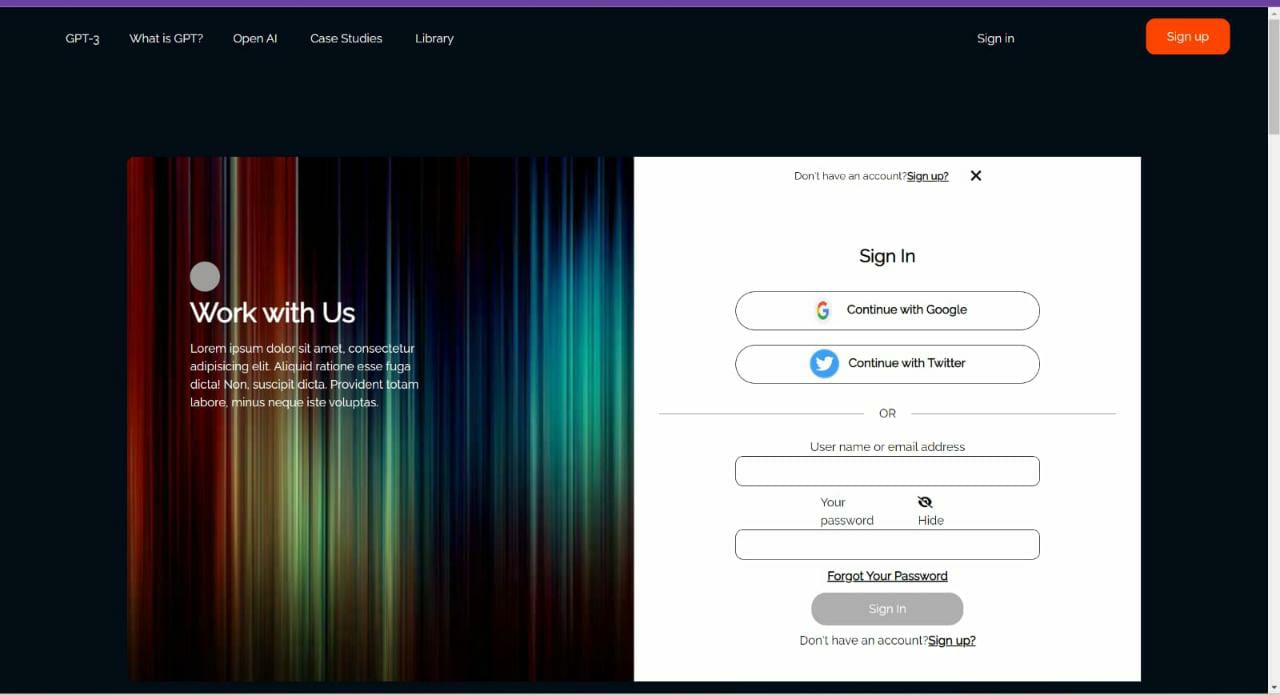 GPT-3 What is GPT? Open AI Case Studies Library Sign in Sign up
Work with Us
Lorem ipsum dolor sit amet, consectetur
adipisicing elit. Aliquid ratione esse fuga
dicta! Non, suscipit dicta. Provident totam
labore, minus neque iste voluptas.
Don't have an account?Sign up?
Sign In
Continue with Google
Continue with Twitter
OR
User name or email address
Your
password
Hide
Forgot Your Password
Sign In
Don't have an account?Sign up?